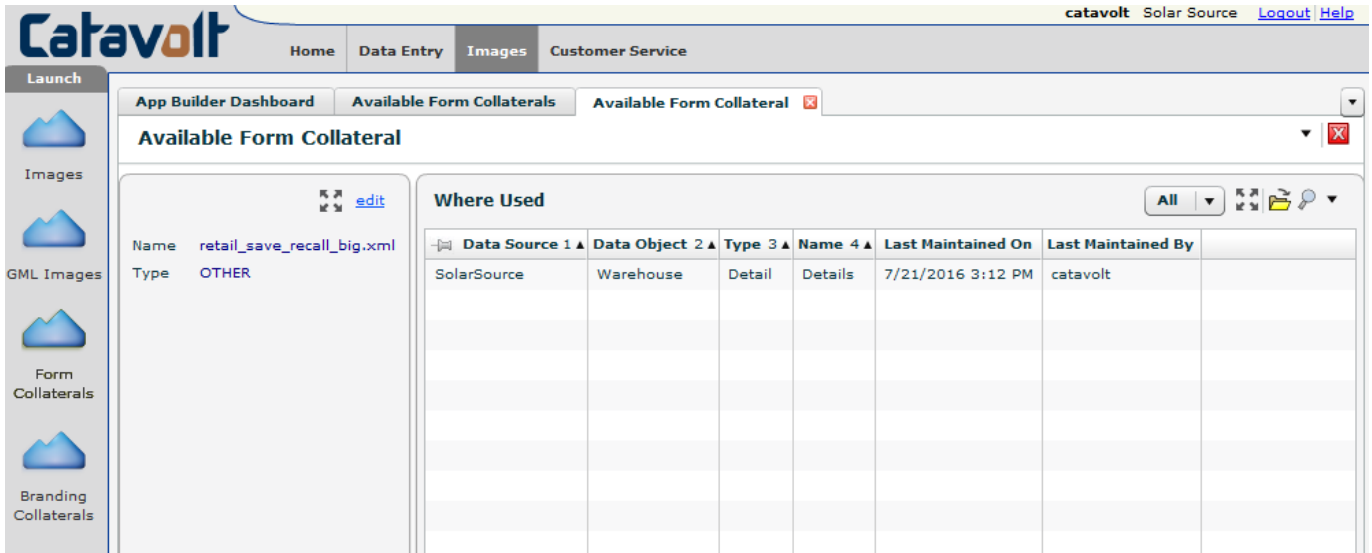 catavolt Solar Source Logout Help
Catavolt
Home Data Entry Images Customer Service
Launch
App Builder Dashboard Available Form Collaterals Available Form Collateral
Available Form Collateral
Images
edit
Where Used
All
Name retail_save_recall_big.xml
Type OTHER
Data Source 1 Data Object 2 Type 3 Name 4 Last Maintained On Last Maintained By
SolarSource Warehouse Detail Details 7/21/2016 3:12 PM catavolt
GML Images
Form
Collaterals
Branding
Collaterals